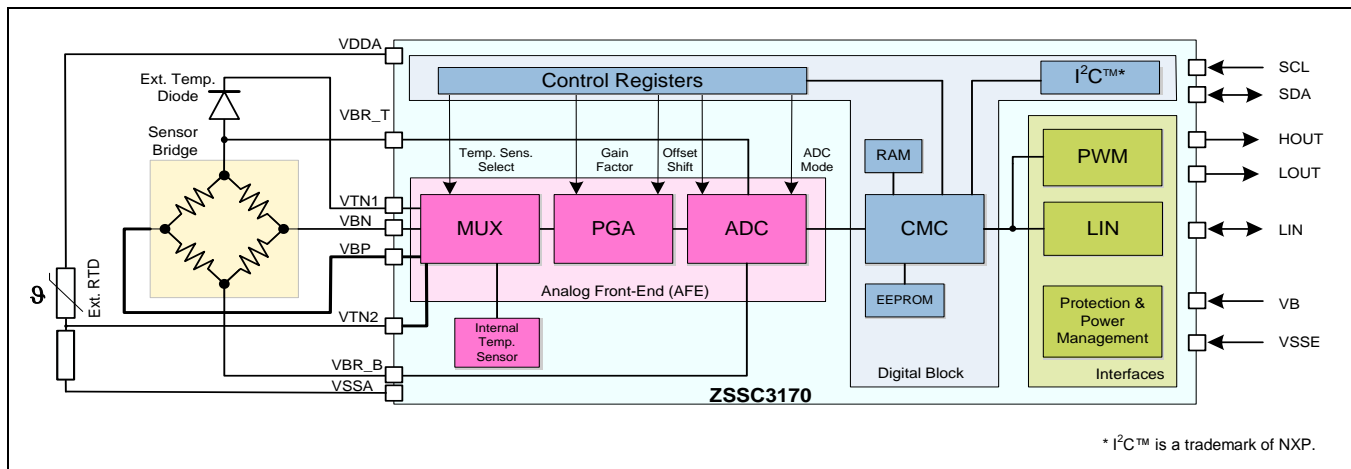 VDDA
Ext. Temp.
Diode
VBR_T
Sensor
Bridge
VTN1
VBN
VBP
ϑ
Ext. RTD
VTN2
VBR_B
VSSA
Control Registers
I²C™*
Temp. Sens.
Select
Gain
Factor
Offset
Shift
ADC
Mode
RAM
MUX
PGA
ADC
CMC
EEPROM
Analog Front-End (AFE)
Internal
Temp.
Sensor
Digital Block
PWM
LIN
Protection &
Power
Management
Interfaces
ZSSC3170
SCL
SDA
HOUT
LOUT
LIN
VB
VSSE
* I²C™ is a trademark of NXP.